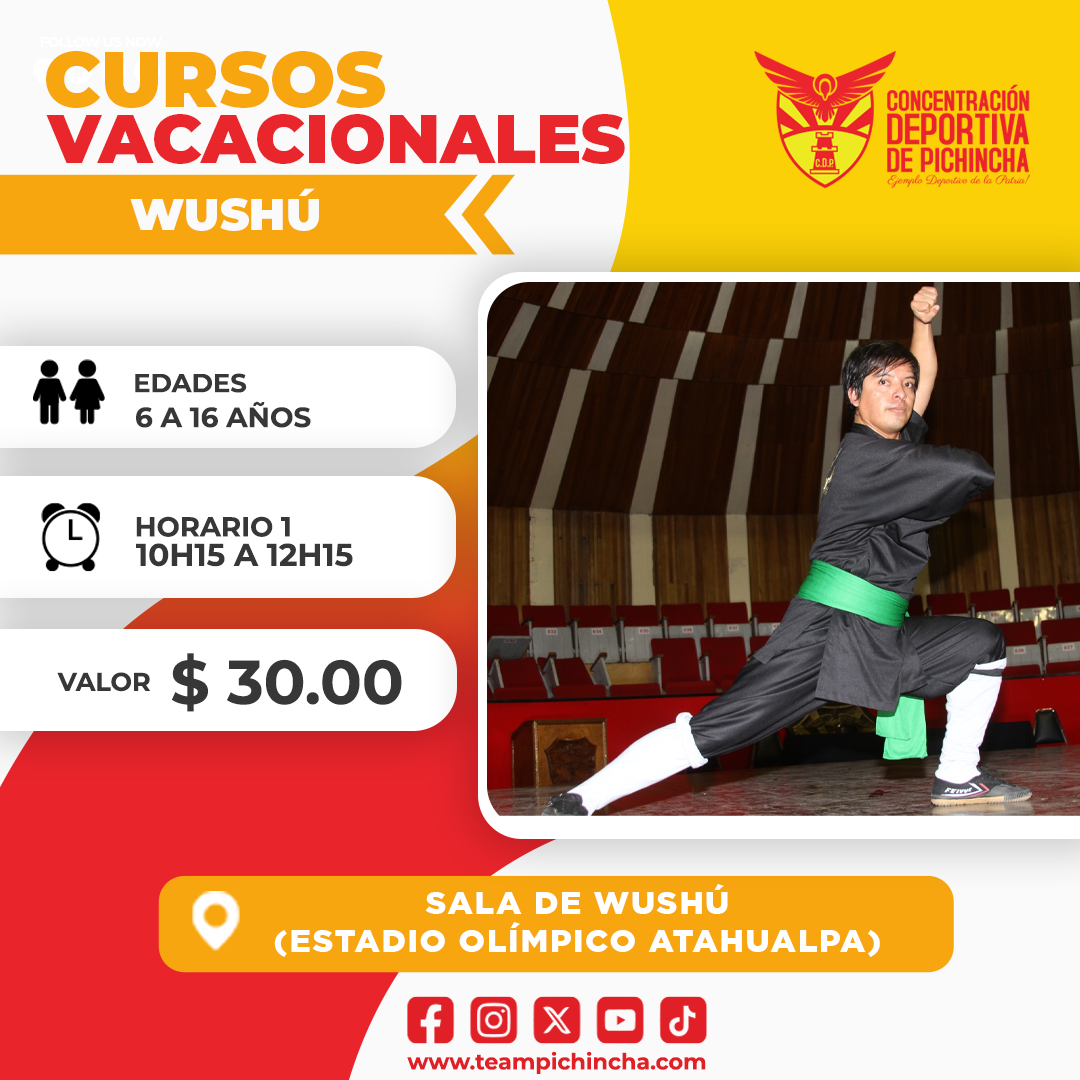 FOLLOW US NOW
CURSOS
VACACIONALES
WUSHÚ
C.D.P.
CONCENTRACIÓN
DEPORTIVA
DE PICHINCHA
Ejemplo Deportivo de la Patria!
EDADES
6 A 16 AÑOS
HORARIO 1
10H15 A 12H15
VALOR $ 30.00
FEIYUE
SALA DE WUSHÚ
(ESTADIO OLÍMPICO ATAHUALPA)
www.teampichincha.com